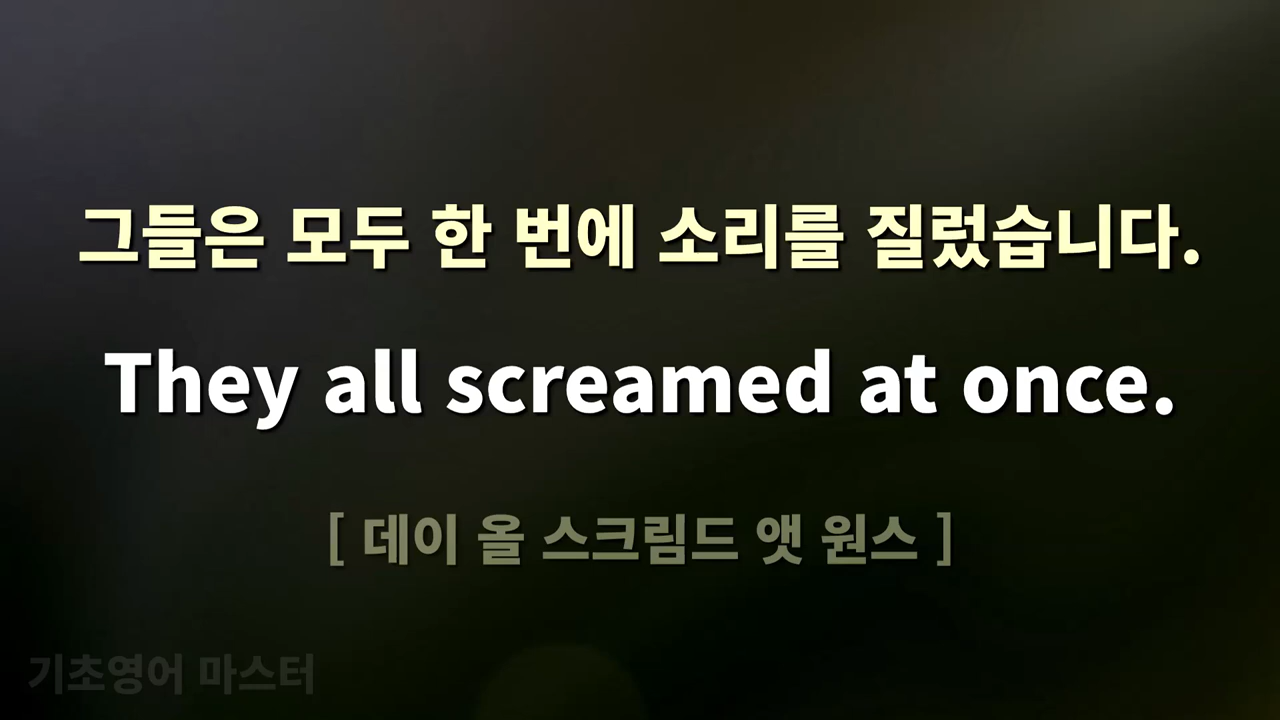 그들은 모두 한 번에 소리를 질렀습니다.
They all screamed at once.
[ 데이 올 스크림드 앳 원스 ]
기초영어 마스터